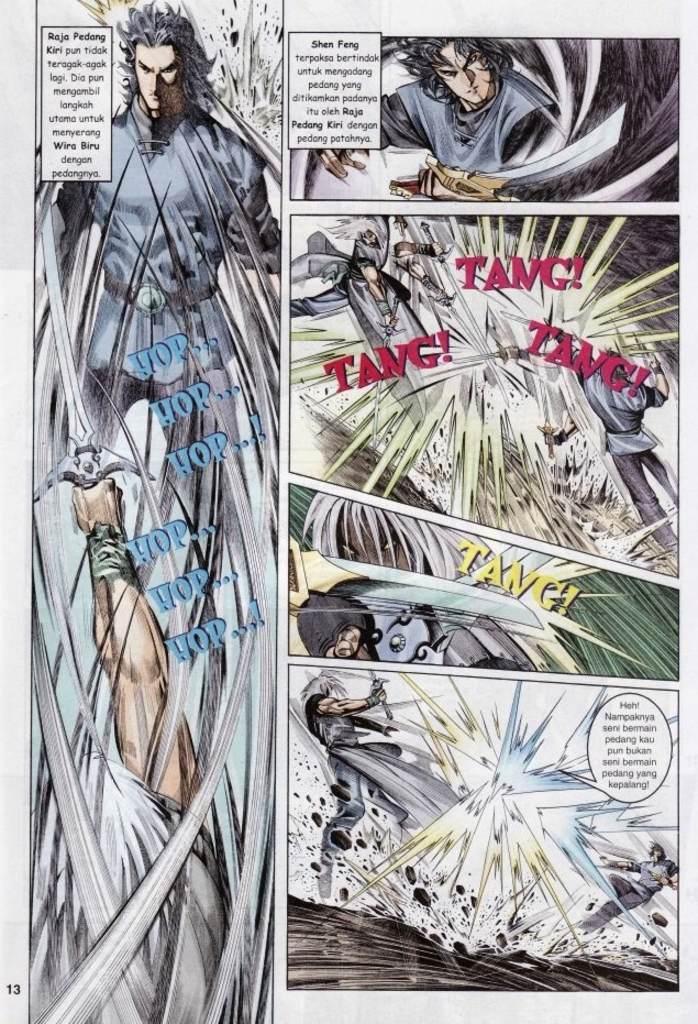 Raja Pedang
Kiri pun tidak
teragak-agak
lagi. Dia pun
mengambil
langkah
utama untuk
menyerang
Wira Biru
dengan
pedangnya.
HOP...
HOP...
HOP...!
HOP...
HOP...
HOP...!
Shen Feng
terpaksa bertindak
untuk mengadang
pedang yang
ditikamkan padanya
itu oleh Raja
Pedang Kiri dengan
pedang patahnya.
TANG!
TANG!
TANG!
TANG!
Heh!
Nampaknya
seni bermain
pedang kau
pun bukan
seni bermain
pedang yang
kepalang!
13